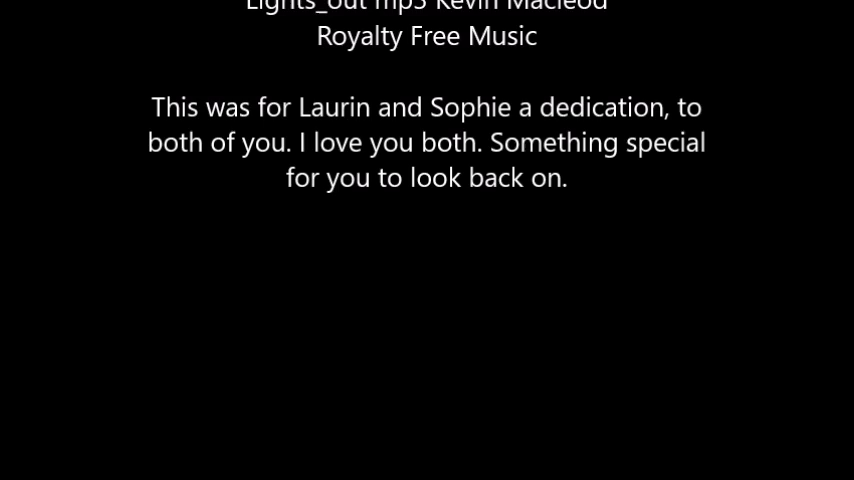 Lights_out mp3 Kevin Macleod
Royalty Free Music
This was for Laurin and Sophie a dedication, to
both of you. I love you both. Something special
for you to look back on.